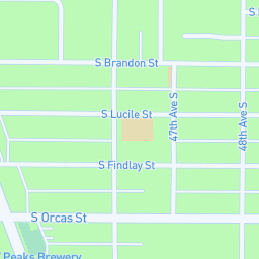 S
S Brandon St
S Lucile St
47th Ave S
48th Ave S
S Findlay St
S Orcas St
Peaks Brewery